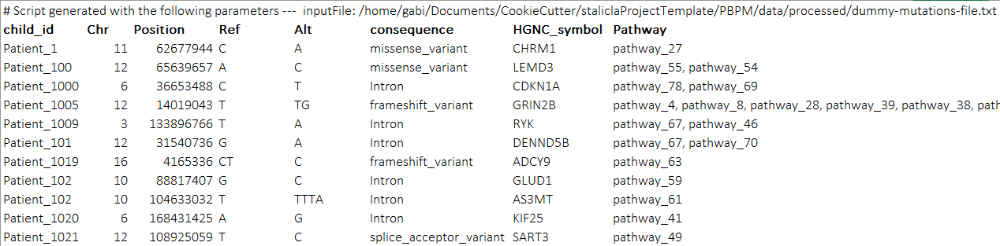 # Script generated with the following parameters --- inputFile: /home/gabi/Documents/CookieCutter/staliclaProjectTemplate/PBPM/data/processed/dummy-mutations-file.txt
child_id Chr Position Ref Alt consequence HGNC_symbol Pathway
Patient_1 11 62677944 C A missense_variant CHRM1 pathway_27
Patient_100 12 65639657 A C missense_variant LEMD3 pathway_55, pathway_54
Patient_1000 6 36653488 C T Intron CDKN1A pathway_78, pathway_69
Patient_1005 12 14019043 T TG frameshift_variant GRIN2B pathway_4, pathway_8, pathway_28, pathway_39, pathway_38, path
Patient_1009 3 133896766 T A Intron RYK pathway_67, pathway_46
Patient_101 12 31540736 G A Intron DENND5B pathway_67, pathway_70
Patient_1019 16 4165336 CT C frameshift_variant ADCY9 pathway_63
Patient_102 10 88817407 G C Intron GLUD1 pathway_59
Patient_102 10 104633032 T TTTA Intron AS3MT pathway_61
Patient_1020 6 168431425 A G Intron KIF25 pathway_41
Patient_1021 12 108925059 T C splice_acceptor_variant SART3 pathway_49